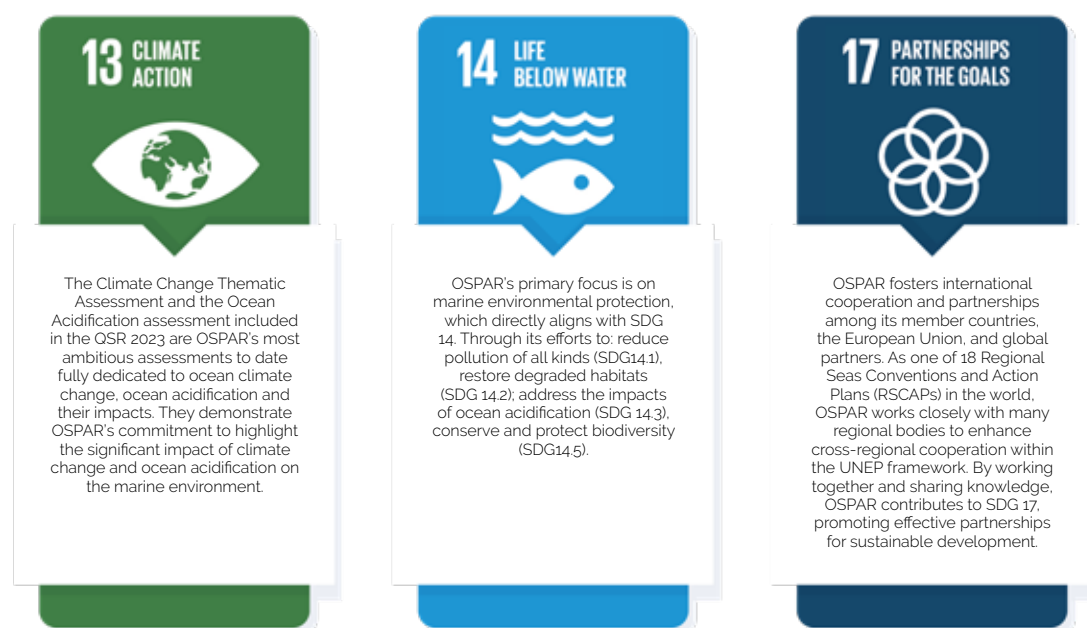 13 CLIMATE
ACTION
The Climate Change Thematic
Assessment and the Ocean
Acidification assessment included
in the QSR 2023 are OSPAR's most
ambitious assessments to date
fully dedicated to ocean climate
change, ocean acidification and
their impacts. They demonstrate
OSPAR's commitment to highlight
the significant impact of climate
change and ocean acidification on
the marine environment.
14 LIFE
BELOW WATER
OSPAR's primary focus is on
marine environmental protection,
which directly aligns with SDG
14. Through its efforts to: reduce
pollution of all kinds (SDG14.1),
restore degraded habitats
(SDG 14.2); address the impacts
of ocean acidification (SDG 14.3),
conserve and protect biodiversity
(SDG14.5).
17 PARTNERSHIPS
FOR THE GOALS
OSPAR fosters international
cooperation and partnerships
among its member countries,
the European Union, and global
partners. As one of 18 Regional
Seas Conventions and Action
Plans (RSCAPs) in the world,
OSPAR works closely with many
regional bodies to enhance
cross-regional cooperation within
the UNEP framework. By working
together and sharing knowledge,
OSPAR contributes to SDG 17,
promoting effective partnerships
for sustainable development.